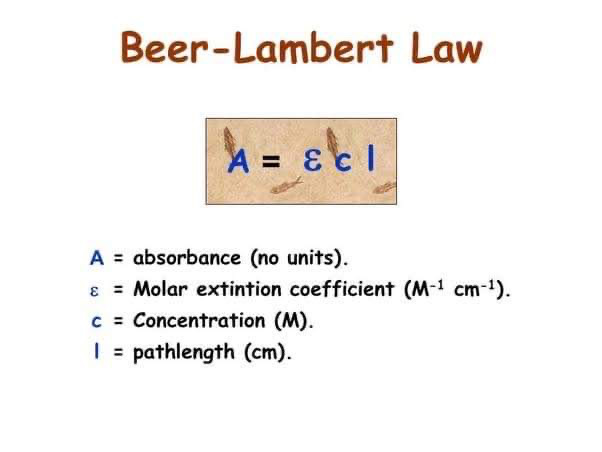 Beer-Lambert Law
A = ε c l
A = absorbance (no units).
ε = Molar extintion coefficient (M⁻¹ cm⁻¹).
c = Concentration (M).
l = pathlength (cm).